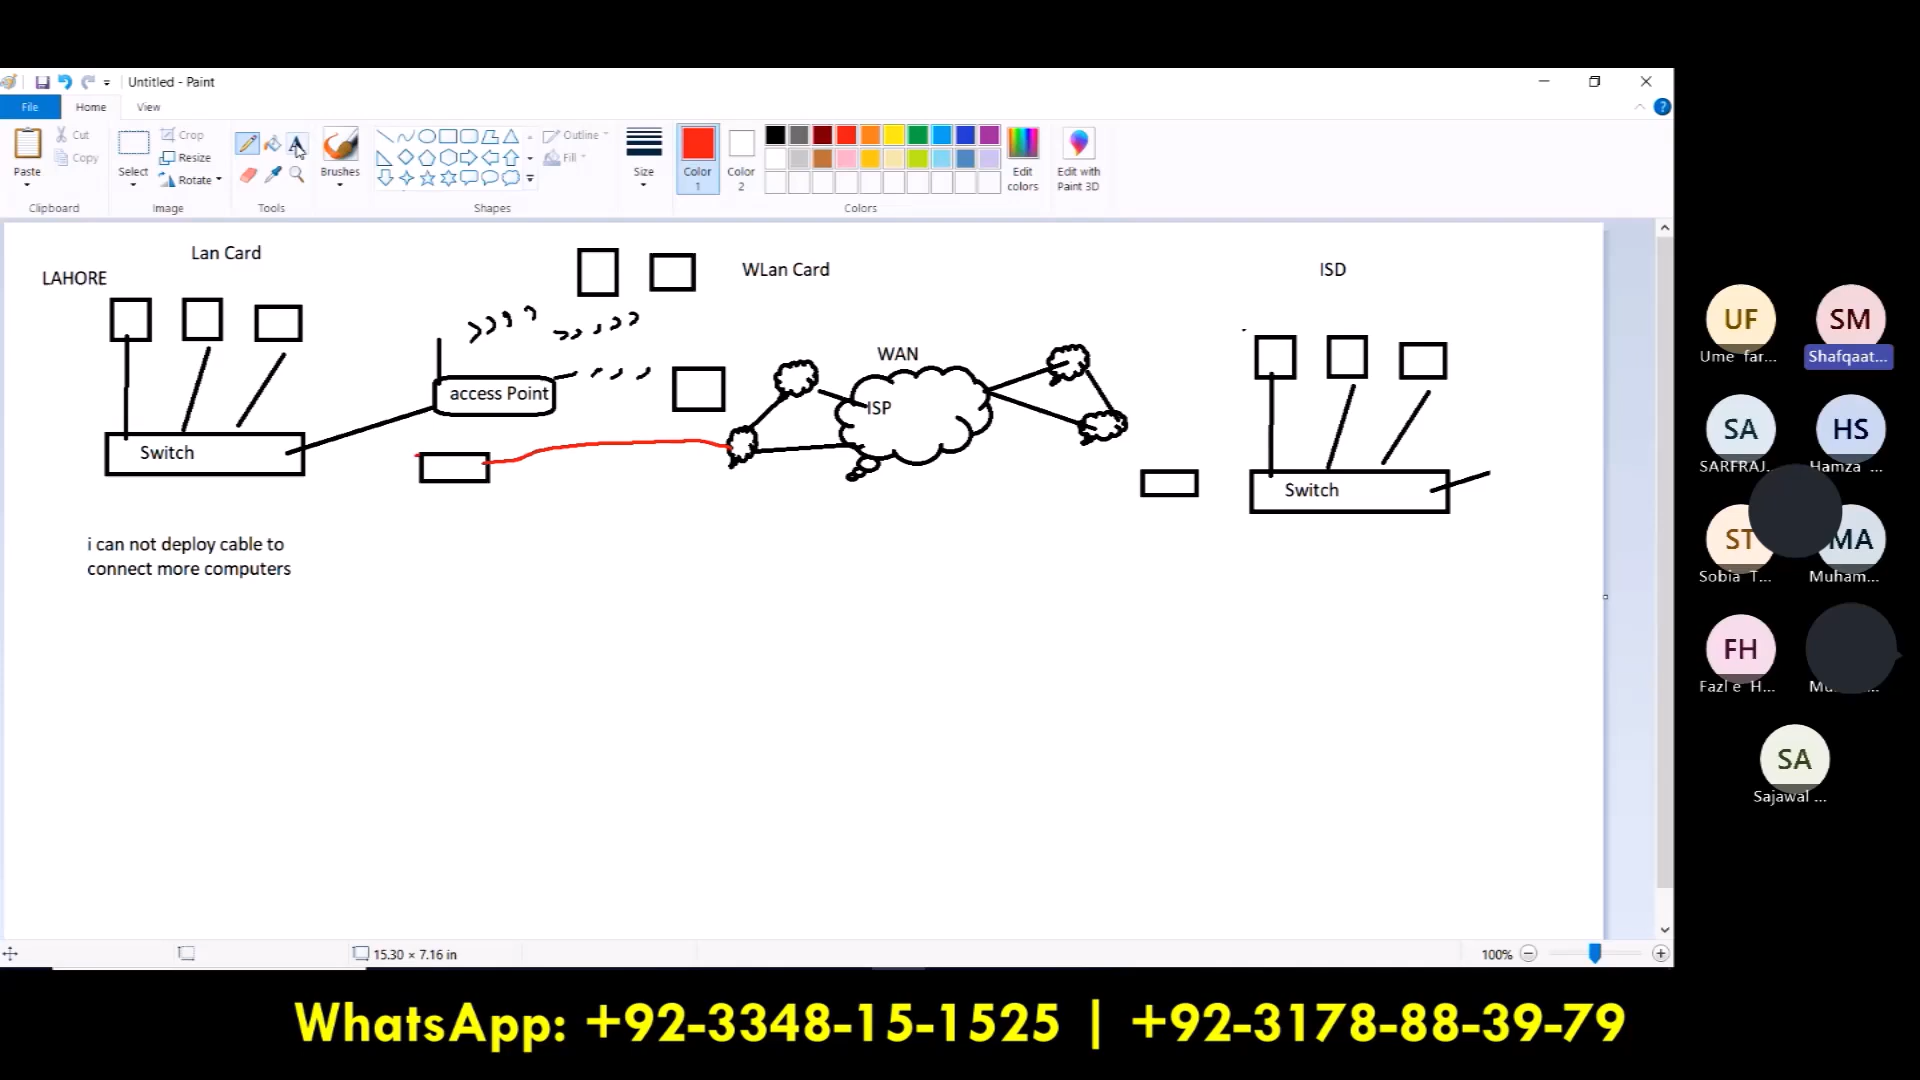 Untitled - Paint
File Home View
Paste
Cut
Copy
Clipboard
Select
Crop
Resize
Rotate
Image
Tools
Brushes
Shapes
Outline
Fill
Size
Color 1
Color 2
Colors
Edit colors
Edit with Paint 3D
Lan Card
LAHORE
WLan Card
ISD
WAN
access Point
ISP
Switch
Switch
i can not deploy cable to
connect more computers
15.30 × 7.16 in
100%
UF
Ume far...
SM
Shafqaat...
SA
SARFRAJ...
HS
Hamza ...
ST
Sobia T...
MA
Muham...
FH
Fazl e H...
SA
Sajawal ...
WhatsApp: +92-3348-15-1525 | +92-3178-88-39-79